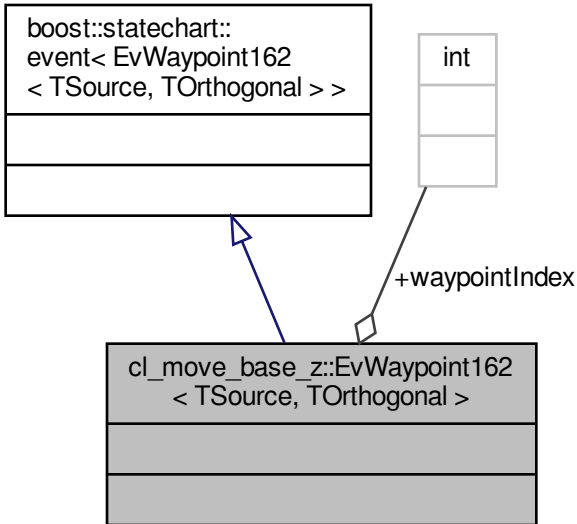 boost::statechart::
event< EvWaypoint162
< TSource, TOrthogonal > >
int
+waypointIndex
cl_move_base_z::EvWaypoint162
< TSource, TOrthogonal >